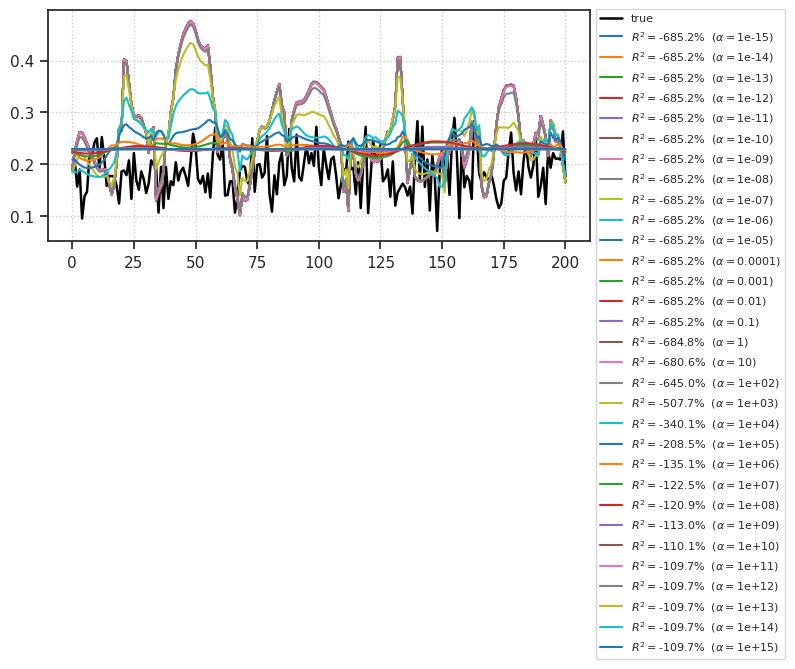 0.4
0.3
0.2
0.1
0 25 50 75 100 125 150 175 200
true
R² = -685.2% (α = 1e-15)
R² = -685.2% (α = 1e-14)
R² = -685.2% (α = 1e-13)
R² = -685.2% (α = 1e-12)
R² = -685.2% (α = 1e-11)
R² = -685.2% (α = 1e-10)
R² = -685.2% (α = 1e-09)
R² = -685.2% (α = 1e-08)
R² = -685.2% (α = 1e-07)
R² = -685.2% (α = 1e-06)
R² = -685.2% (α = 1e-05)
R² = -685.2% (α = 0.0001)
R² = -685.2% (α = 0.001)
R² = -685.2% (α = 0.01)
R² = -685.2% (α = 0.1)
R² = -684.8% (α = 1)
R² = -680.6% (α = 10)
R² = -645.0% (α = 1e+02)
R² = -507.7% (α = 1e+03)
R² = -340.1% (α = 1e+04)
R² = -208.5% (α = 1e+05)
R² = -135.1% (α = 1e+06)
R² = -122.5% (α = 1e+07)
R² = -120.9% (α = 1e+08)
R² = -113.0% (α = 1e+09)
R² = -110.1% (α = 1e+10)
R² = -109.7% (α = 1e+11)
R² = -109.7% (α = 1e+12)
R² = -109.7% (α = 1e+13)
R² = -109.7% (α = 1e+14)
R² = -109.7% (α = 1e+15)